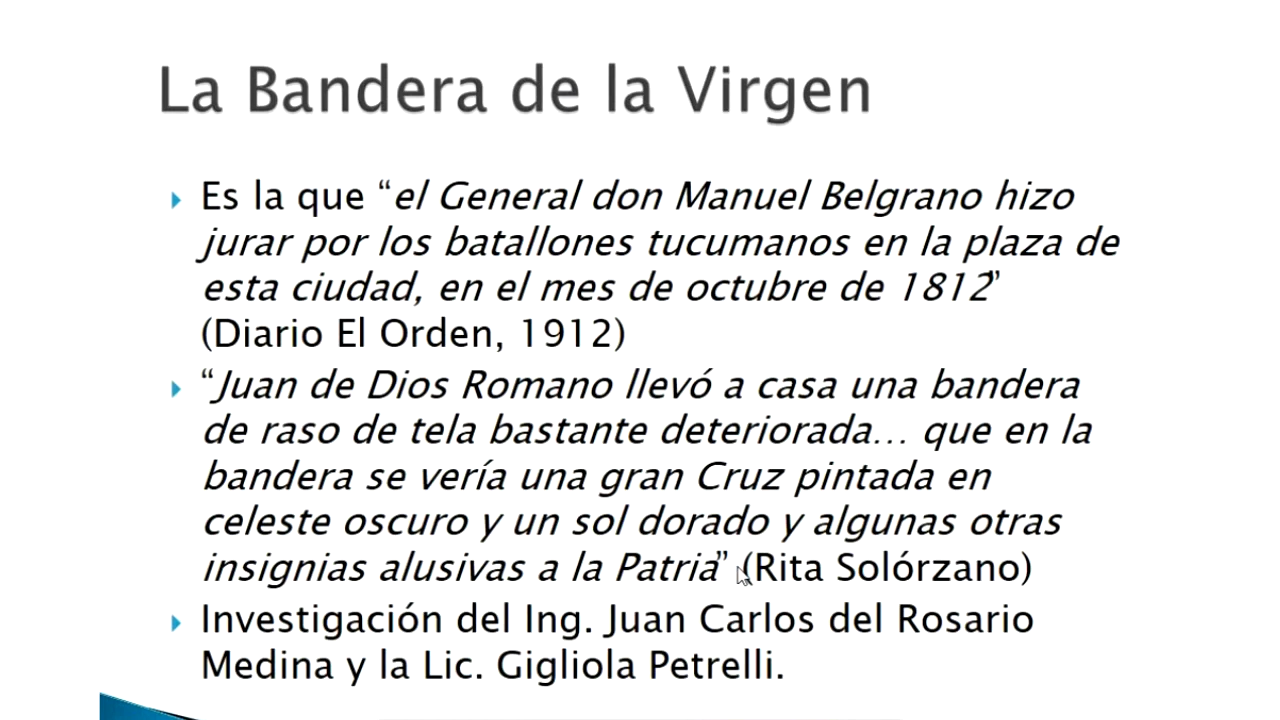 La Bandera de la Virgen
Es la que “el General don Manuel Belgrano hizo
jurar por los batallones tucumanos en la plaza de
esta ciudad, en el mes de octubre de 1812”
(Diario El Orden, 1912)
“Juan de Dios Romano llevó a casa una bandera
de raso de tela bastante deteriorada… que en la
bandera se vería una gran Cruz pintada en
celeste oscuro y un sol dorado y algunas otras
insignias alusivas a la Patria” (Rita Solórzano)
Investigación del Ing. Juan Carlos del Rosario
Medina y la Lic. Gigliola Petrelli.